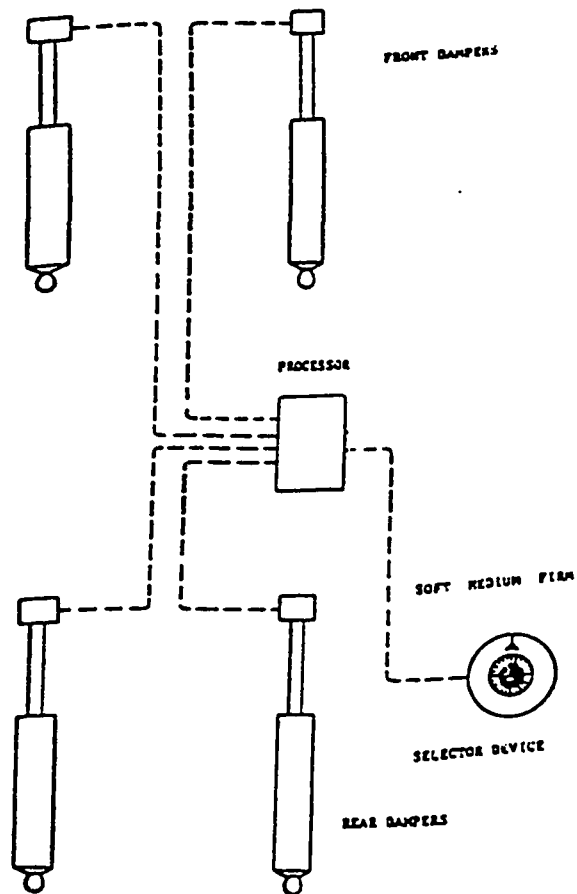 FRONT DAMPERS
PROCESSOR
SOFT MEDIUM FIRM
SELECTOR DEVICE
REAR DAMPERS